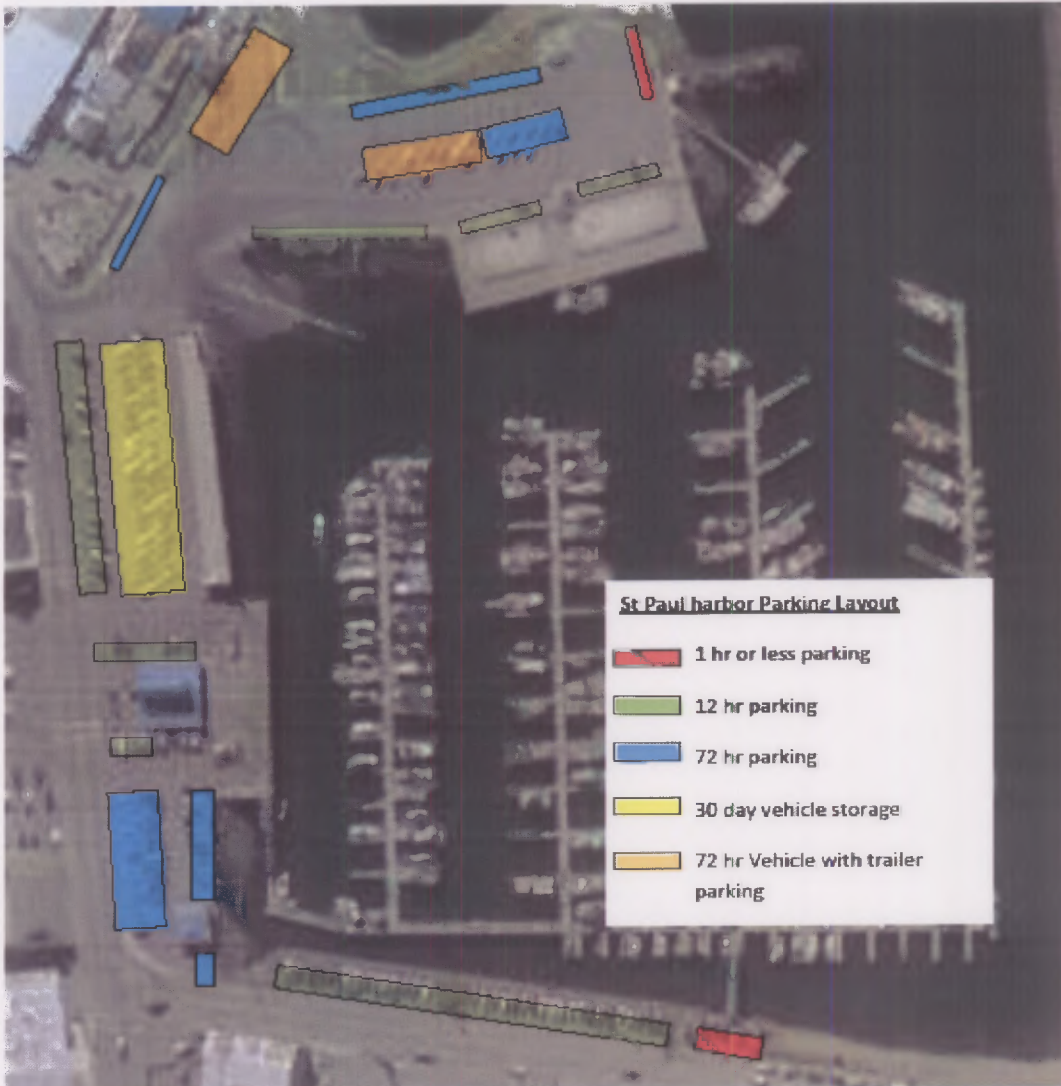 St Paul harbor Parking Layout
1 hr or less parking
12 hr parking
72 hr parking
30 day vehicle storage
72 hr Vehicle with trailer
parking